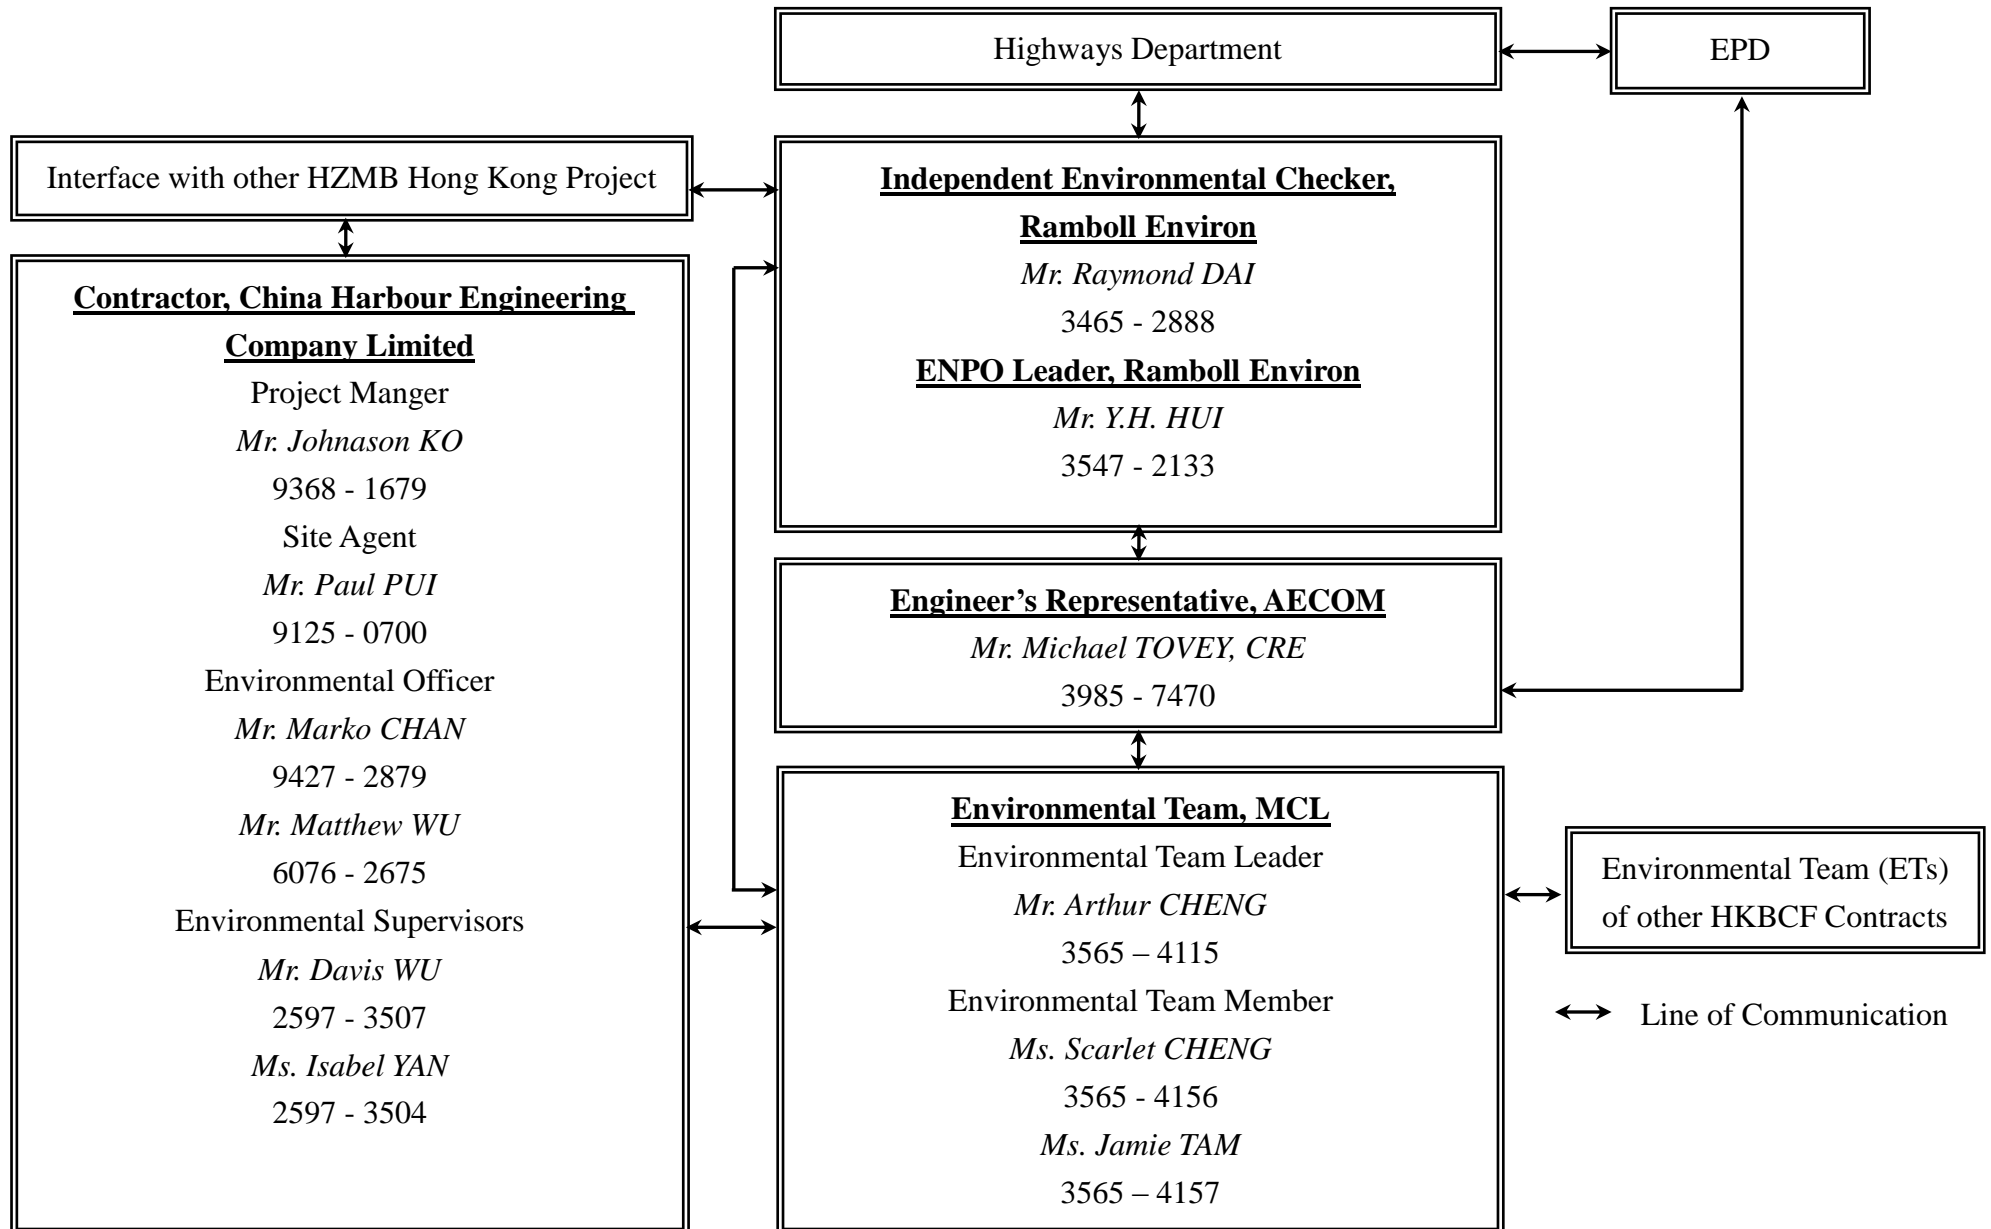 Highways Department
EPD
Interface with other HZMB Hong Kong Project
Independent Environmental Checker,
Ramboll Environ
Mr. Raymond DAI
3465 - 2888
ENPO Leader, Ramboll Environ
Mr. Y.H. HUI
3547 - 2133
Contractor, China Harbour Engineering
Company Limited
Project Manger
Mr. Johnason KO
9368 - 1679
Site Agent
Mr. Paul PUI
9125 - 0700
Environmental Officer
Mr. Marko CHAN
9427 - 2879
Mr. Matthew WU
6076 - 2675
Environmental Supervisors
Mr. Davis WU
2597 - 3507
Ms. Isabel YAN
2597 - 3504
Engineer’s Representative, AECOM
Mr. Michael TOVEY, CRE
3985 - 7470
Environmental Team, MCL
Environmental Team Leader
Mr. Arthur CHENG
3565 – 4115
Environmental Team Member
Ms. Scarlet CHENG
3565 - 4156
Ms. Jamie TAM
3565 – 4157
Environmental Team (ETs)
of other HKBCF Contracts
Line of Communication